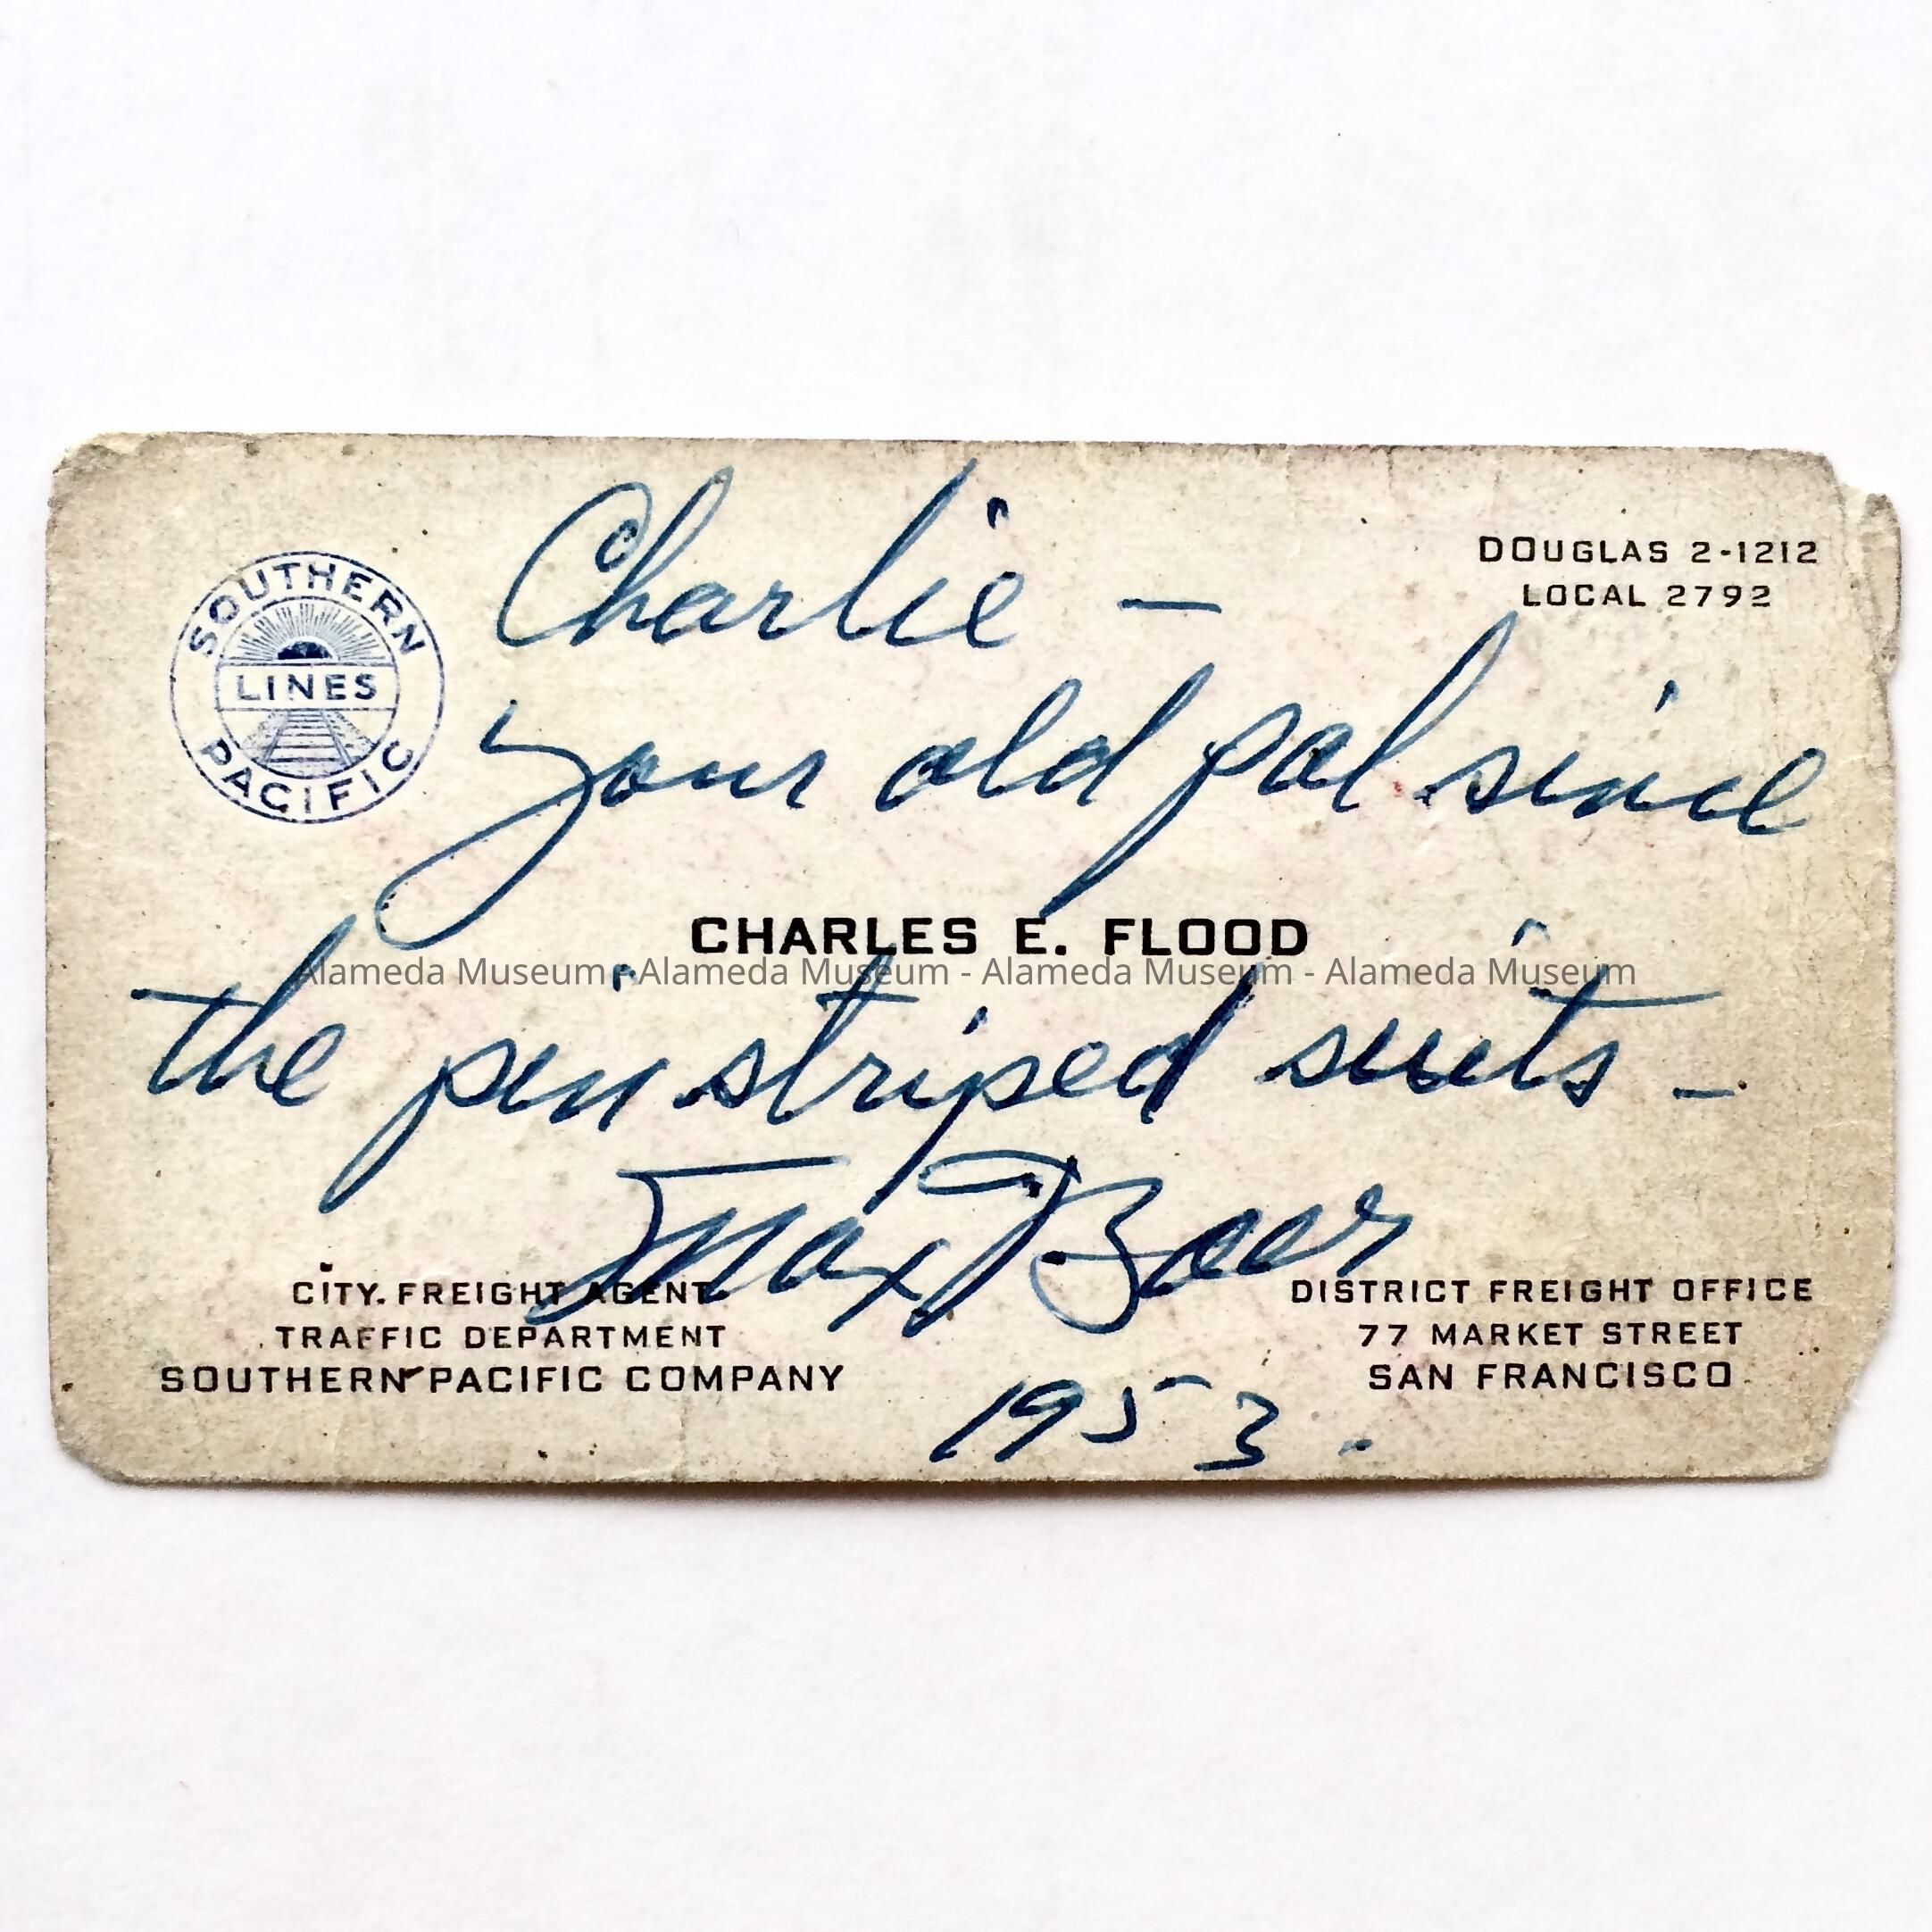 SOUTHERN
LINES
PACIFIC
DOUGLAS 2-1212
LOCAL 2792
Charlie –
your old pal since
CHARLES E. FLOOD
Alameda Museum - Alameda Museum - Alameda Museum - Alameda Museum
the pin striped suits –
Max Baer
CITY FREIGHT AGENT
TRAFFIC DEPARTMENT
SOUTHERN PACIFIC COMPANY
DISTRICT FREIGHT OFFICE
77 MARKET STREET
SAN FRANCISCO
1953.